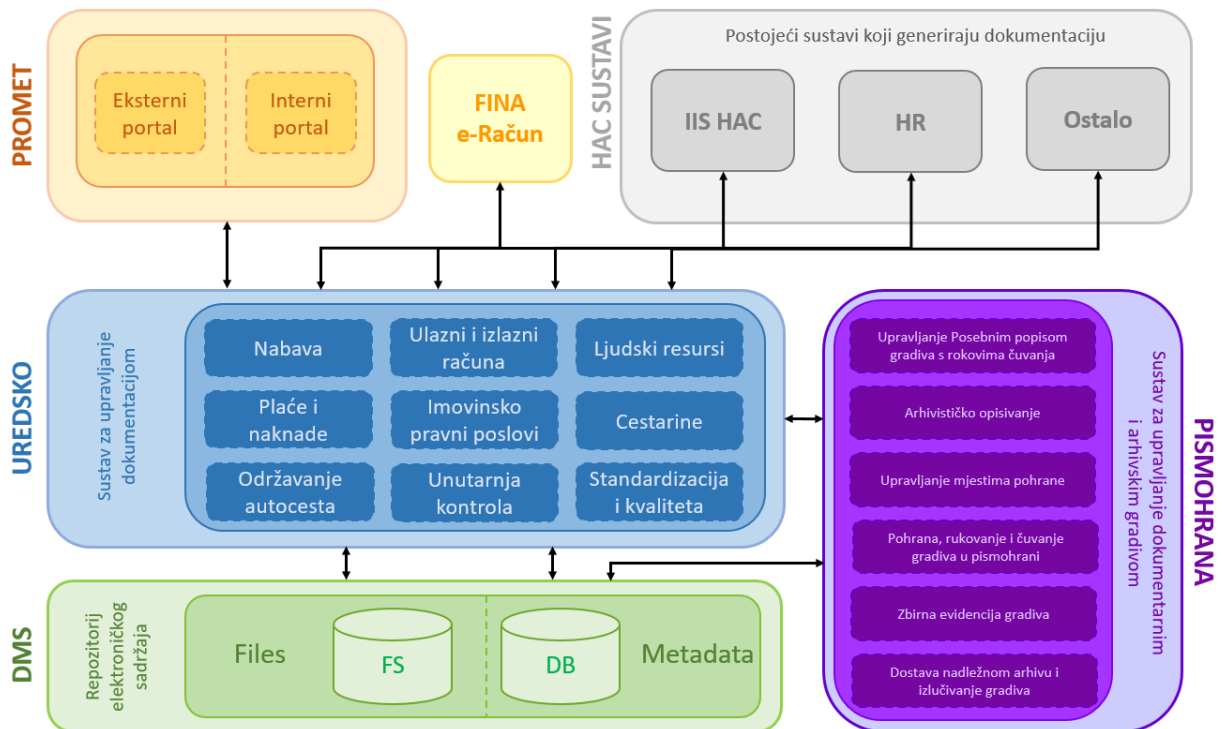 PROMET
Eksterni
portal
Interni
portal
FINA
e-Račun
HAC SUSTAVI
Postojeći sustavi koji generiraju dokumentaciju
IIS HAC
HR
Ostalo
UREDSKO
Sustav za upravljanje
dokumentacijom
Nabava
Ulazni i izlazni
računa
Ljudski resursi
Plaće i
naknade
Imovinsko
pravni poslovi
Cestarine
Održavanje
autocesta
Unutarnja
kontrola
Standardizacija
i kvaliteta
DMS
Repozitorij
elektroničkog
sadržaja
Files
FS
DB
Metadata
Upravljanje Posebnim popisom
gradiva s rokovima čuvanja
Arhivističko opisivanje
Upravljanje mjestima pohrane
Pohrana, rukovanje i čuvanje
gradiva u pismohrani
Zbirna evidencija gradiva
Dostava nadležnom arhivu i
izlučivanje gradiva
Sustav za upravljanje dokumentarnim
i arhivskim gradivom
PISMOHRANA